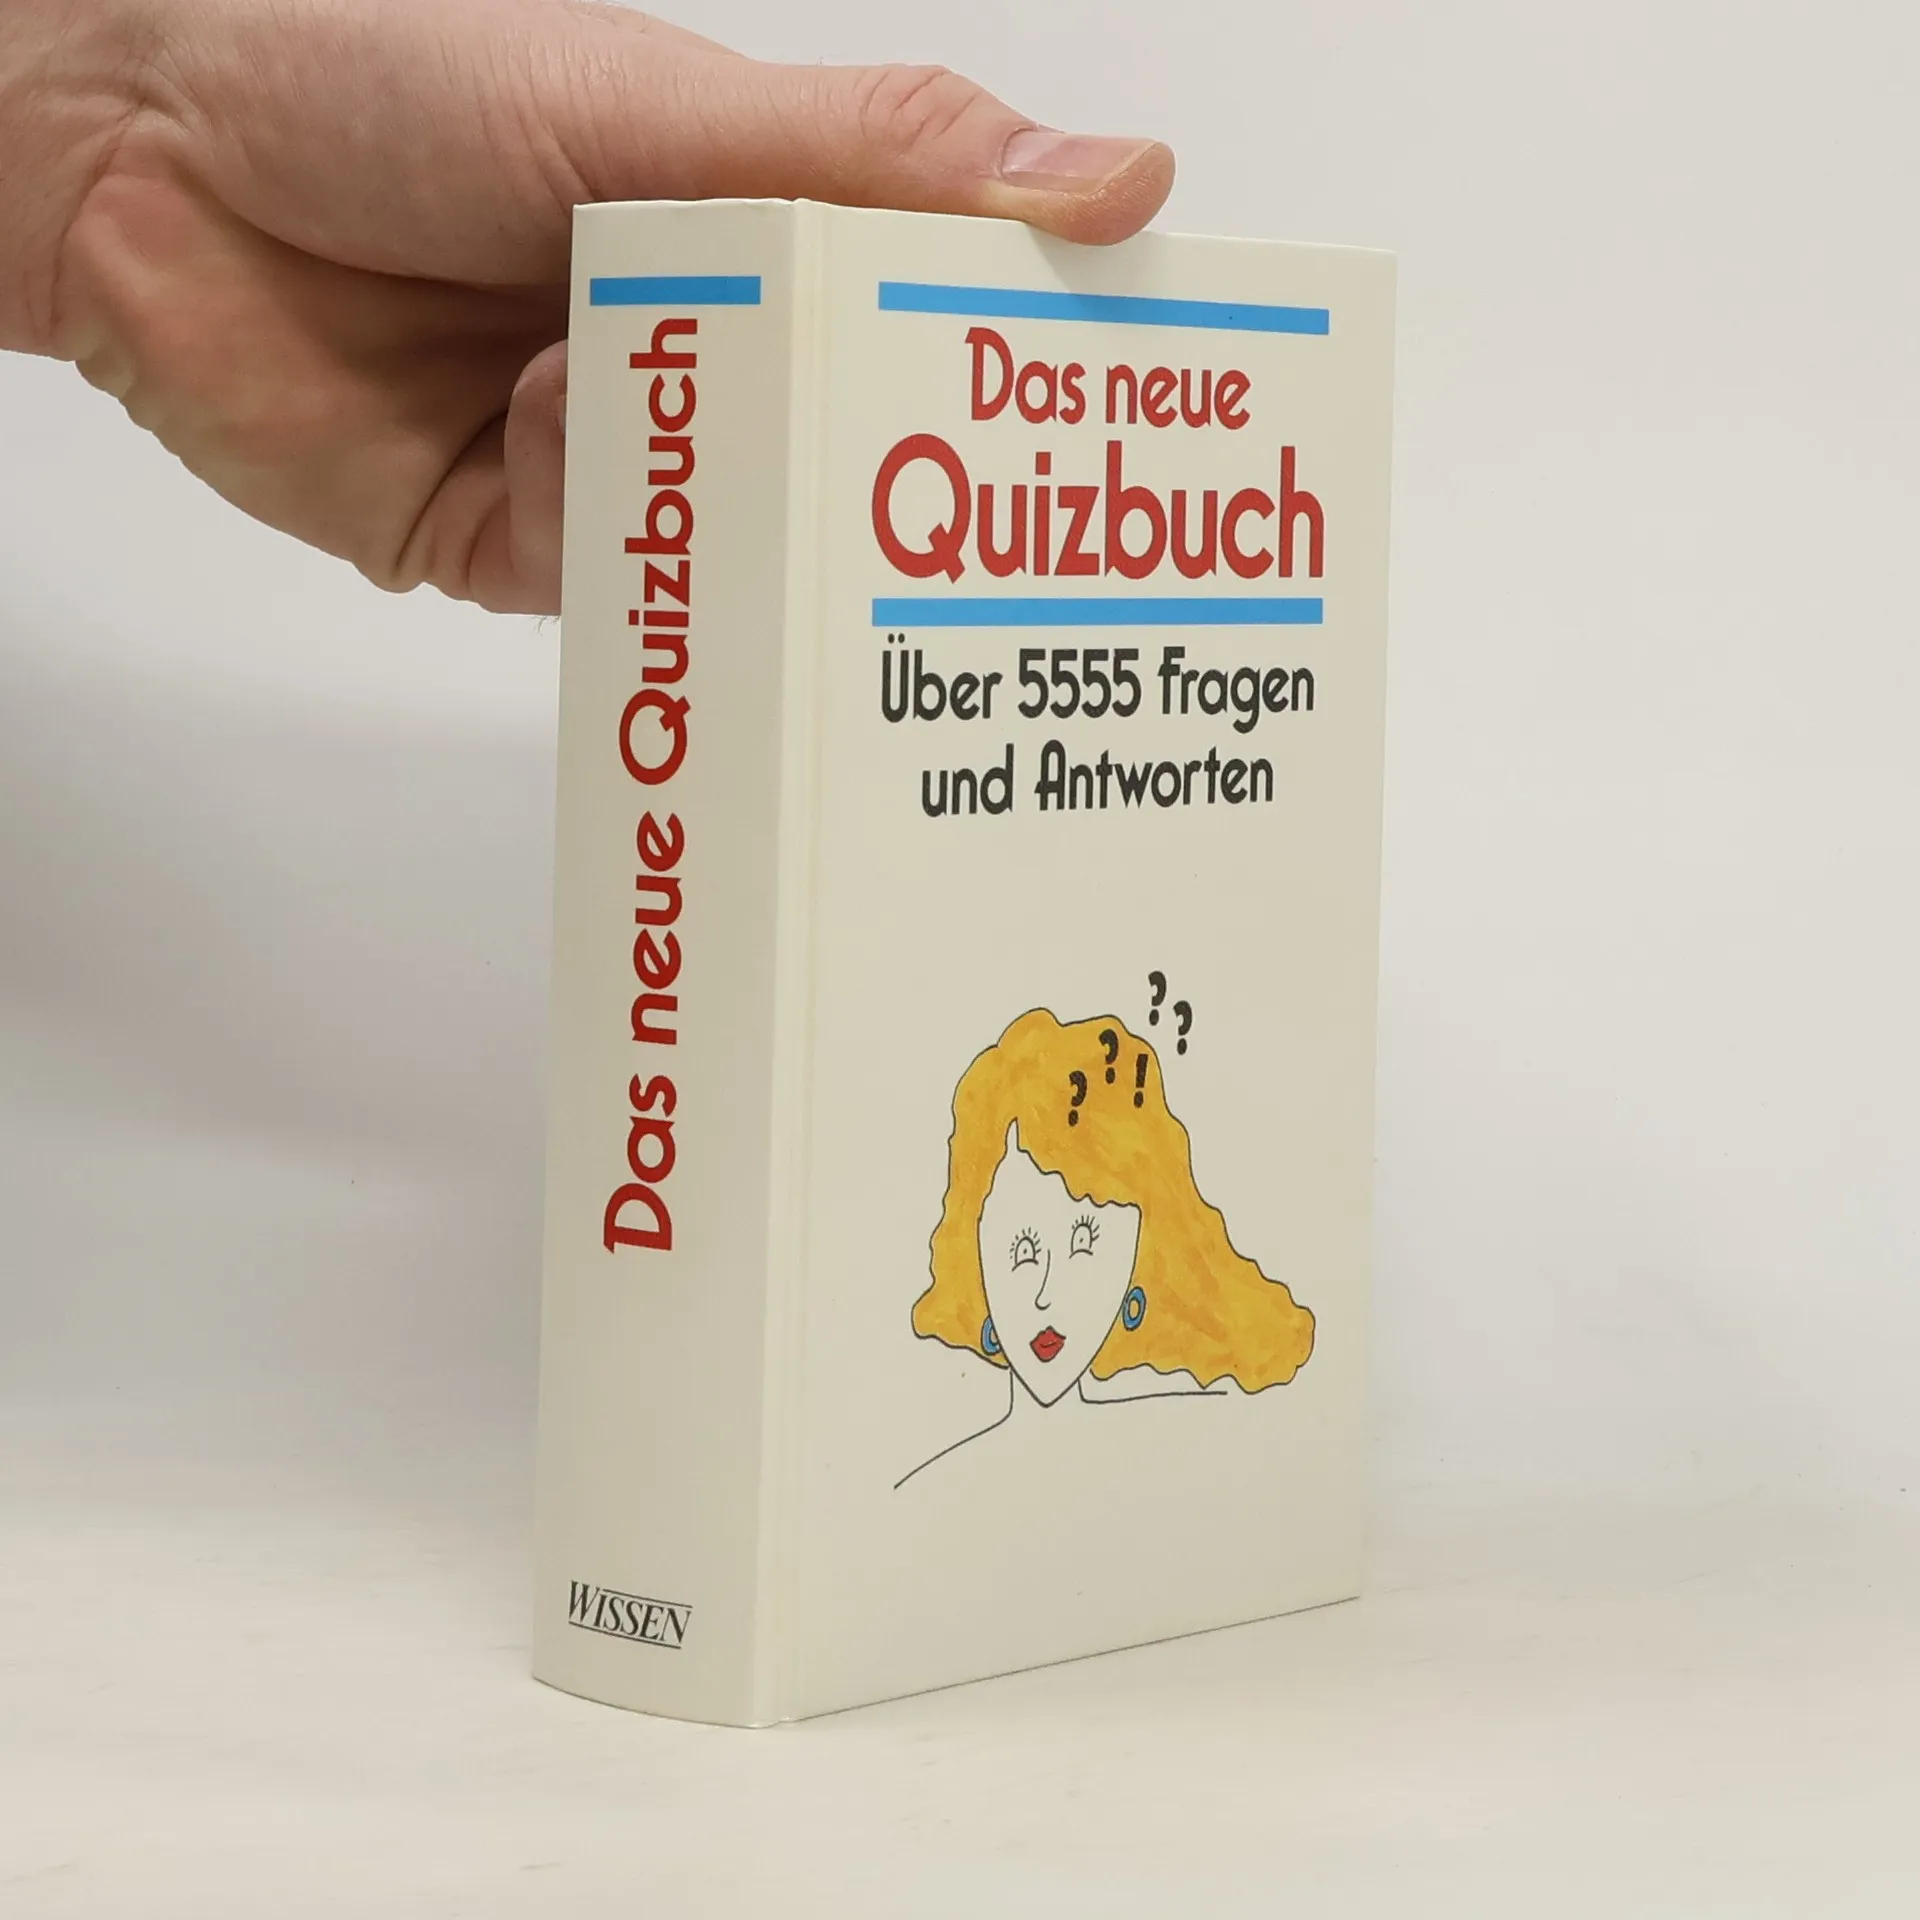 Das neue Quizbuch
WISSEN
Das neue
Quizbuch
Über 5555 Fragen
und Antworten
? ?
? ? !